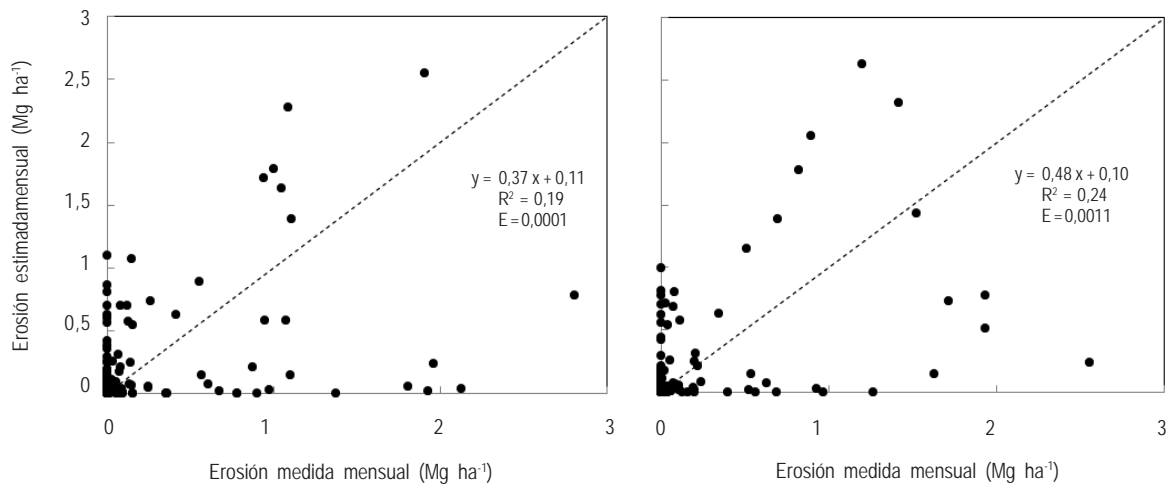 3
2,5
2
1,5
1
0,5
0
Erosión estimadamensual (Mg ha-1)
y = 0,37 x + 0,11
R2 = 0,19
E = 0,0001
0 1 2 3
Erosión medida mensual (Mg ha-1)
y = 0,48 x + 0,10
R2 = 0,24
E = 0,0011
0 1 2 3
Erosión medida mensual (Mg ha-1)